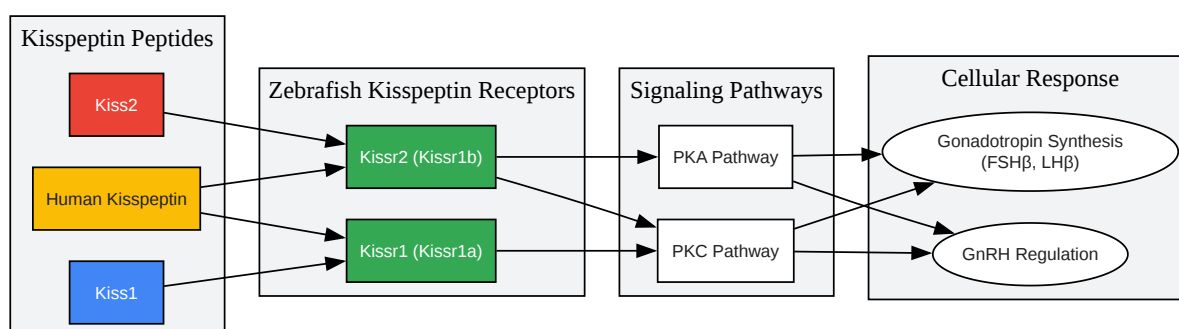 Kisspeptin Peptides
Kiss2
Human Kisspeptin
Kiss1
Zebrafish Kisspeptin Receptors
Kissr2 (Kissr1b)
Kissr1 (Kissr1a)
Signaling Pathways
PKA Pathway
PKC Pathway
Cellular Response
Gonadotropin Synthesis
(FSHβ, LHβ)
GnRH Regulation